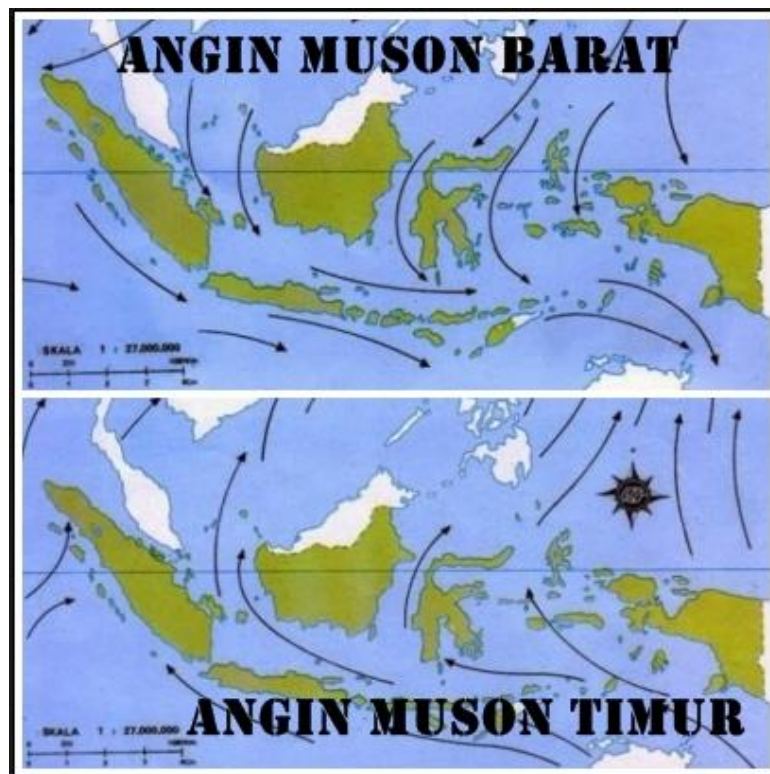 ANGIN MUSON BARAT
SKALA 1 : 27.000.000
ANGIN MUSON TIMUR
SKALA 1 : 27.000.000